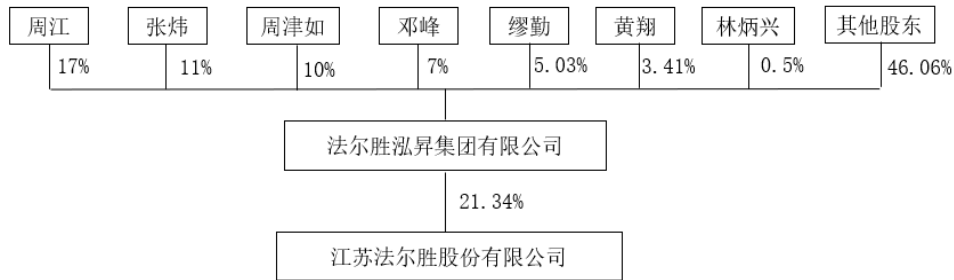 周江 张炜 周津如 邓峰 缪勤 黄翔 林炳兴 其他股东
17% 11% 10% 7% 5.03% 3.41% 0.5% 46.06%
法尔胜泓昇集团有限公司
21.34%
江苏法尔胜股份有限公司